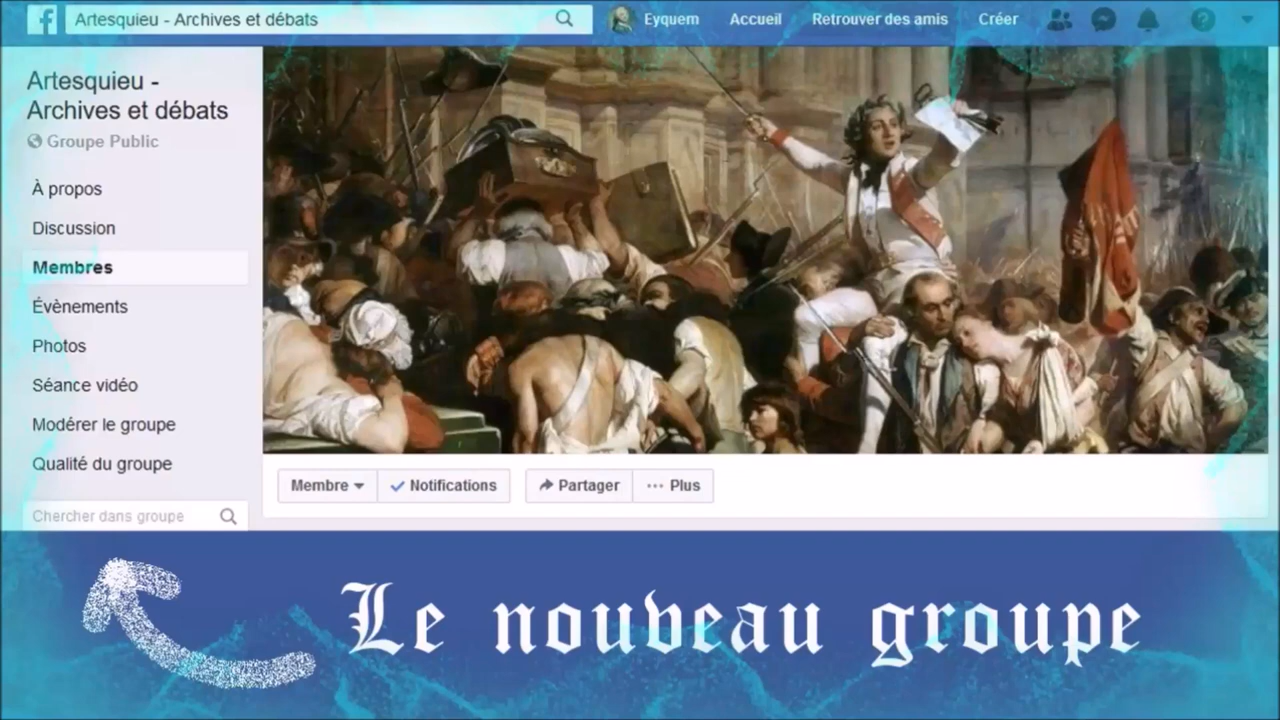 Artesquieu - Archives et débats
Eyquem
Accueil
Retrouver des amis
Créer
Artesquieu -
Archives et débats
Groupe Public
À propos
Discussion
Membres
Évènements
Photos
Séance vidéo
Modérer le groupe
Qualité du groupe
Chercher dans groupe
Membre
Notifications
Partager
Plus
Le nouveau groupe